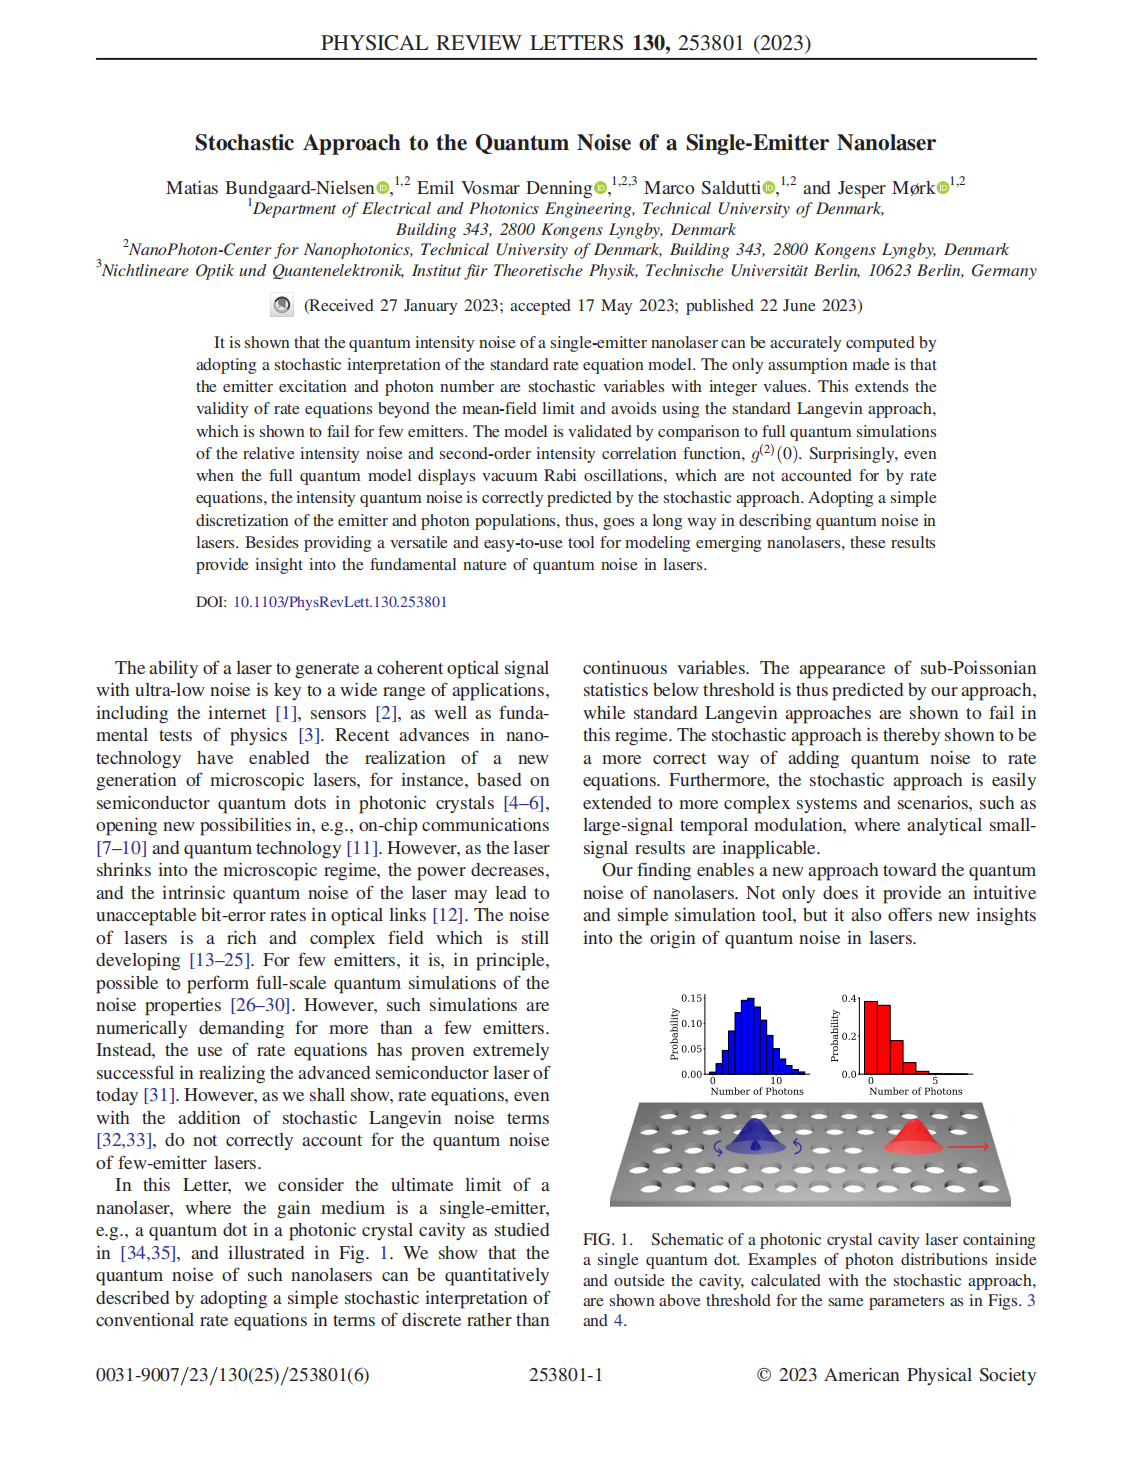 PHYSICAL REVIEW LETTERS 130, 253801 (2023)
Stochastic Approach to the Quantum Noise of a Single-Emitter Nanolaser
Matias Bundgaard-Nielsen,1,2 Emil Vosmar Denning,1,2,3 Marco Saldutti,1,2 and Jesper Mørk1,2
1Department of Electrical and Photonics Engineering, Technical University of Denmark,
Building 343, 2800 Kongens Lyngby, Denmark
2NanoPhoton-Center for Nanophotonics, Technical University of Denmark, Building 343, 2800 Kongens Lyngby, Denmark
3Nichtlineare Optik und Quantenelektronik, Institut für Theoretische Physik, Technische Universität Berlin, 10623 Berlin, Germany
(Received 27 January 2023; accepted 17 May 2023; published 22 June 2023)
It is shown that the quantum intensity noise of a single-emitter nanolaser can be accurately computed by
adopting a stochastic interpretation of the standard rate equation model. The only assumption made is that
the emitter excitation and photon number are stochastic variables with integer values. This extends the
validity of rate equations beyond the mean-field limit and avoids using the standard Langevin approach,
which is shown to fail for few emitters. The model is validated by comparison to full quantum simulations
of the relative intensity noise and second-order intensity correlation function, g(2)(0). Surprisingly, even
when the full quantum model displays vacuum Rabi oscillations, which are not accounted for by rate
equations, the intensity quantum noise is correctly predicted by the stochastic approach. Adopting a simple
discretization of the emitter and photon populations, thus, goes a long way in describing quantum noise in
lasers. Besides providing a versatile and easy-to-use tool for modeling emerging nanolasers, these results
provide insight into the fundamental nature of quantum noise in lasers.
DOI: 10.1103/PhysRevLett.130.253801
The ability of a laser to generate a coherent optical signal
with ultra-low noise is key to a wide range of applications,
including the internet [1], sensors [2], as well as funda-
mental tests of physics [3]. Recent advances in nano-
technology have enabled the realization of a new
generation of microscopic lasers, for instance, based on
semiconductor quantum dots in photonic crystals [4–6],
opening new possibilities in, e.g., on-chip communications
[7–10] and quantum technology [11]. However, as the laser
shrinks into the microscopic regime, the power decreases,
and the intrinsic quantum noise of the laser may lead to
unacceptable bit-error rates in optical links [12]. The noise
of lasers is a rich and complex field which is still
developing [13–25]. For few emitters, it is, in principle,
possible to perform full-scale quantum simulations of the
noise properties [26–30]. However, such simulations are
numerically demanding for more than a few emitters.
Instead, the use of rate equations has proven extremely
successful in realizing the advanced semiconductor laser of
today [31]. However, as we shall show, rate equations, even
with the addition of stochastic Langevin noise terms
[32,33], do not correctly account for the quantum noise
of few-emitter lasers.
In this Letter, we consider the ultimate limit of a
nanolaser, where the gain medium is a single-emitter,
e.g., a quantum dot in a photonic crystal cavity as studied
in [34,35], and illustrated in Fig. 1. We show that the
quantum noise of such nanolasers can be quantitatively
described by adopting a simple stochastic interpretation of
conventional rate equations in terms of discrete rather than
continuous variables. The appearance of sub-Poissonian
statistics below threshold is thus predicted by our approach,
while standard Langevin approaches are shown to fail in
this regime. The stochastic approach is thereby shown to be
a more correct way of adding quantum noise to rate
equations. Furthermore, the stochastic approach is easily
extended to more complex systems and scenarios, such as
large-signal temporal modulation, where analytical small-
signal results are inapplicable.
Our finding enables a new approach toward the quantum
noise of nanolasers. Not only does it provide an intuitive
and simple simulation tool, but it also offers new insights
into the origin of quantum noise in lasers.
0.15
0.10
0.05
0.00
Probability
0 10
Number of Photons
0.4
0.2
0.0
Probability
0 5
Number of Photons
FIG. 1. Schematic of a photonic crystal cavity laser containing
a single quantum dot. Examples of photon distributions inside
and outside the cavity, calculated with the stochastic approach,
are shown above threshold for the same parameters as in Figs. 3
and 4.
0031-9007/23/130(25)/253801(6)
253801-1
© 2023 American Physical Society